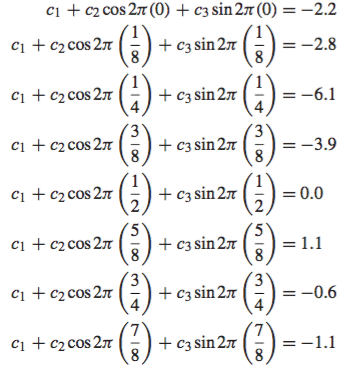 c₁ + c₂ cos 2π(0) + c₃ sin 2π(0) = −2.2
c₁ + c₂ cos 2π (1/8) + c₃ sin 2π (1/8) = −2.8
c₁ + c₂ cos 2π (1/4) + c₃ sin 2π (1/4) = −6.1
c₁ + c₂ cos 2π (3/8) + c₃ sin 2π (3/8) = −3.9
c₁ + c₂ cos 2π (1/2) + c₃ sin 2π (1/2) = 0.0
c₁ + c₂ cos 2π (5/8) + c₃ sin 2π (5/8) = 1.1
c₁ + c₂ cos 2π (3/4) + c₃ sin 2π (3/4) = −0.6
c₁ + c₂ cos 2π (7/8) + c₃ sin 2π (7/8) = −1.1